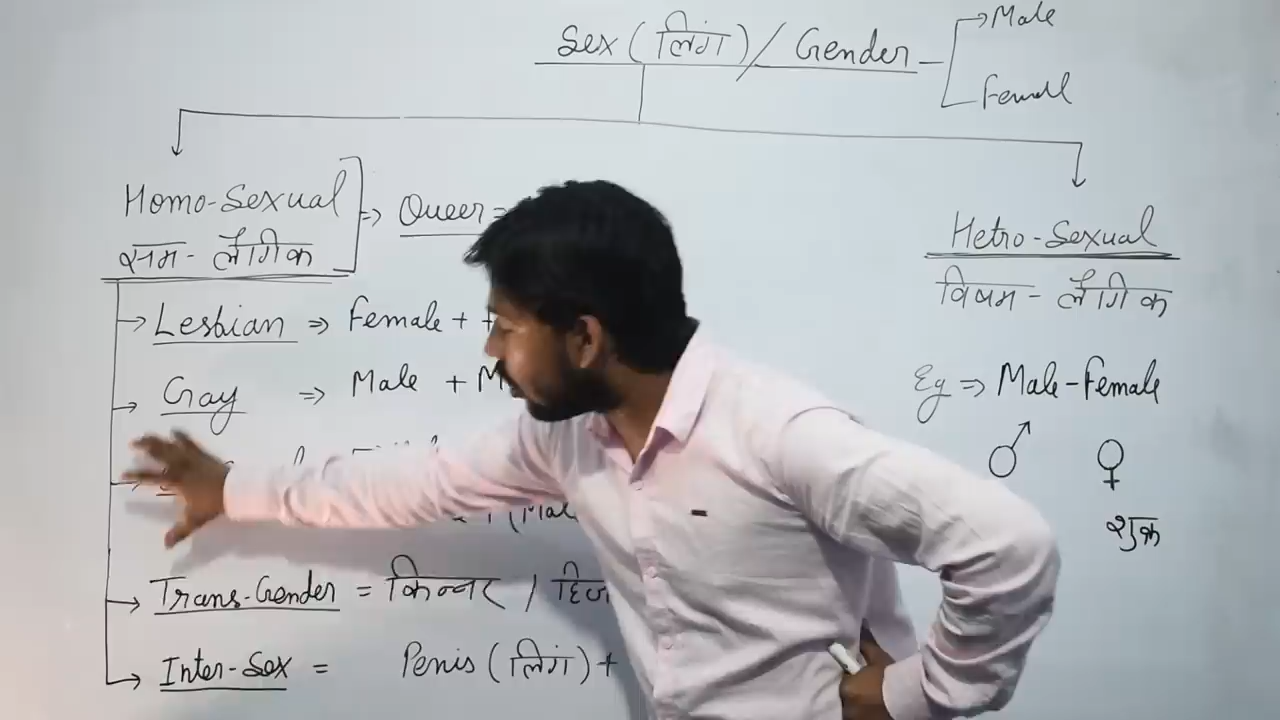 Sex (लिंग) / Gender
Male
Femal
Homo-Sexual
सम-लैंगिक
Queer =
Lesbian ⇒ Female +
Gay ⇒ Male + M
(Mal
Trans-Gender = किन्नर /
Inter-Sex = Penis (लिंग) +
Hetro-Sexual
विषम-लैंगिक
Eg ⇒ Male-Female
♂ ♀
शुक्र